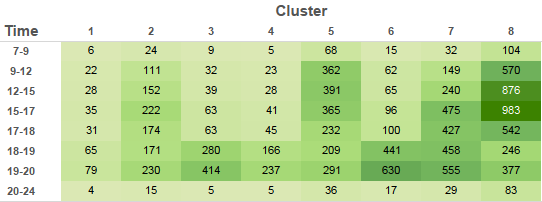 Cluster
Time 1 2 3 4 5 6 7 8
7-9 6 24 9 5 68 15 32 104
9-12 22 111 32 23 362 62 149 570
12-15 28 152 39 28 391 65 240 876
15-17 35 222 63 41 365 96 475 983
17-18 31 174 63 45 232 100 427 542
18-19 65 171 280 166 209 441 458 246
19-20 79 230 414 237 291 630 555 377
20-24 4 15 5 5 36 17 29 83